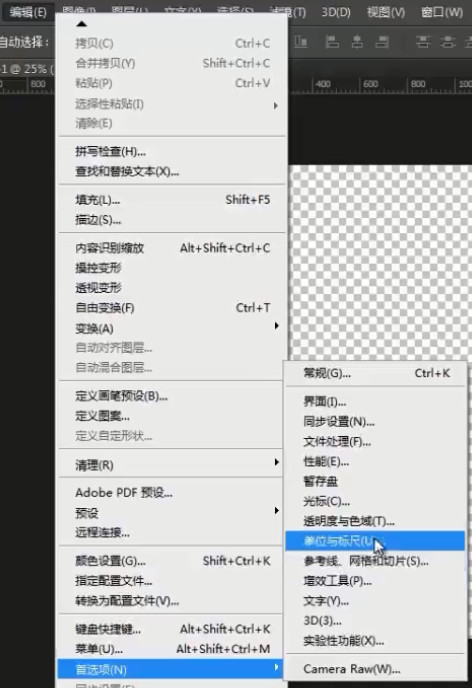 编辑(E) 图像(I) 图层(L) 文字(Y) 选择(S) 滤镜(T) 3D(D) 视图(V) 窗口(W)
自动选择:
-1 @ 25% (
800 400 600 800 1000
拷贝(C) Ctrl+C
合并拷贝(Y) Shift+Ctrl+C
粘贴(P) Ctrl+V
选择性粘贴(I)
清除(E)
拼写检查(H)...
查找和替换文本(X)...
填充(L)... Shift+F5
描边(S)...
内容识别缩放 Alt+Shift+Ctrl+C
操控变形
透视变形
自由变换(F) Ctrl+T
变换(A)
自动对齐图层...
自动混合图层...
定义画笔预设(B)...
定义图案...
定义自定形状...
清理(R)
Adobe PDF 预设...
预设
远程连接...
颜色设置(G)... Shift+Ctrl+K
指定配置文件...
转换为配置文件(V)...
键盘快捷键... Alt+Shift+Ctrl+K
菜单(U)... Alt+Shift+Ctrl+M
首选项(N)
常规(G)... Ctrl+K
界面(I)...
同步设置(N)...
文件处理(F)...
性能(E)...
暂存盘
光标(C)...
透明度与色域(T)...
单位与标尺(U)...
参考线、网格和切片(S)...
增效工具(P)...
文字(Y)...
3D(3)...
实验性功能(X)...
Camera Raw(W)...